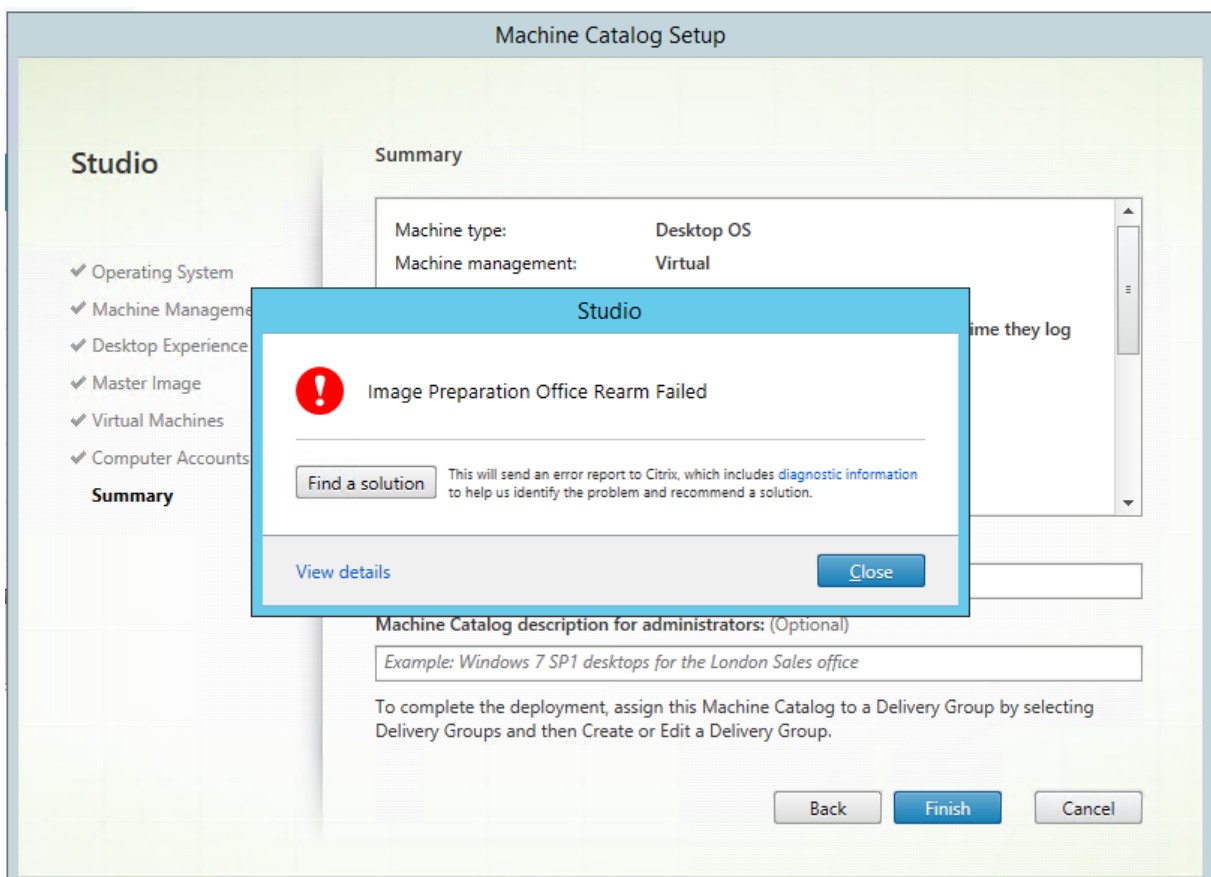 Machine Catalog Setup
Studio
Operating System
Machine Manageme
Desktop Experience
Master Image
Virtual Machines
Computer Accounts
Summary
Summary
Machine type: Desktop OS
Machine management: Virtual
ime they log
Studio
Image Preparation Office Rearm Failed
Find a solution
This will send an error report to Citrix, which includes diagnostic information
to help us identify the problem and recommend a solution.
View details
Close
Machine Catalog description for administrators: (Optional)
Example: Windows 7 SP1 desktops for the London Sales office
To complete the deployment, assign this Machine Catalog to a Delivery Group by selecting
Delivery Groups and then Create or Edit a Delivery Group.
Back Finish Cancel